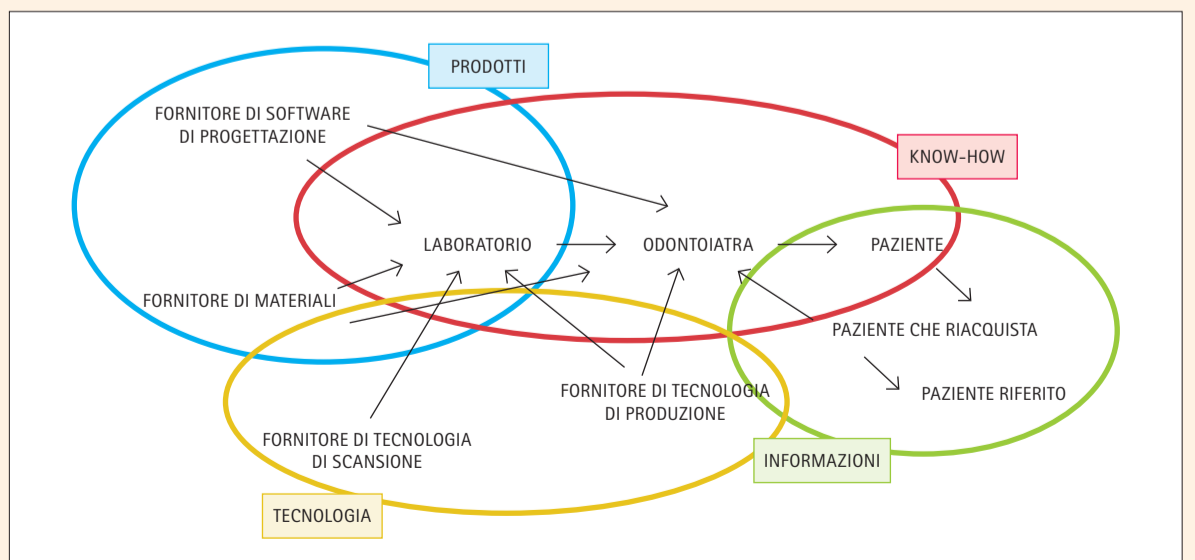 PRODOTTI
FORNITORE DI SOFTWARE
DI PROGETTAZIONE
KNOW-HOW
LABORATORIO
ODONTOIATRA
PAZIENTE
FORNITORE DI MATERIALI
PAZIENTE CHE RIACQUISTA
FORNITORE DI TECNOLOGIA
DI PRODUZIONE
PAZIENTE RIFERITO
FORNITORE DI TECNOLOGIA
DI SCANSIONE
INFORMAZIONI
TECNOLOGIA